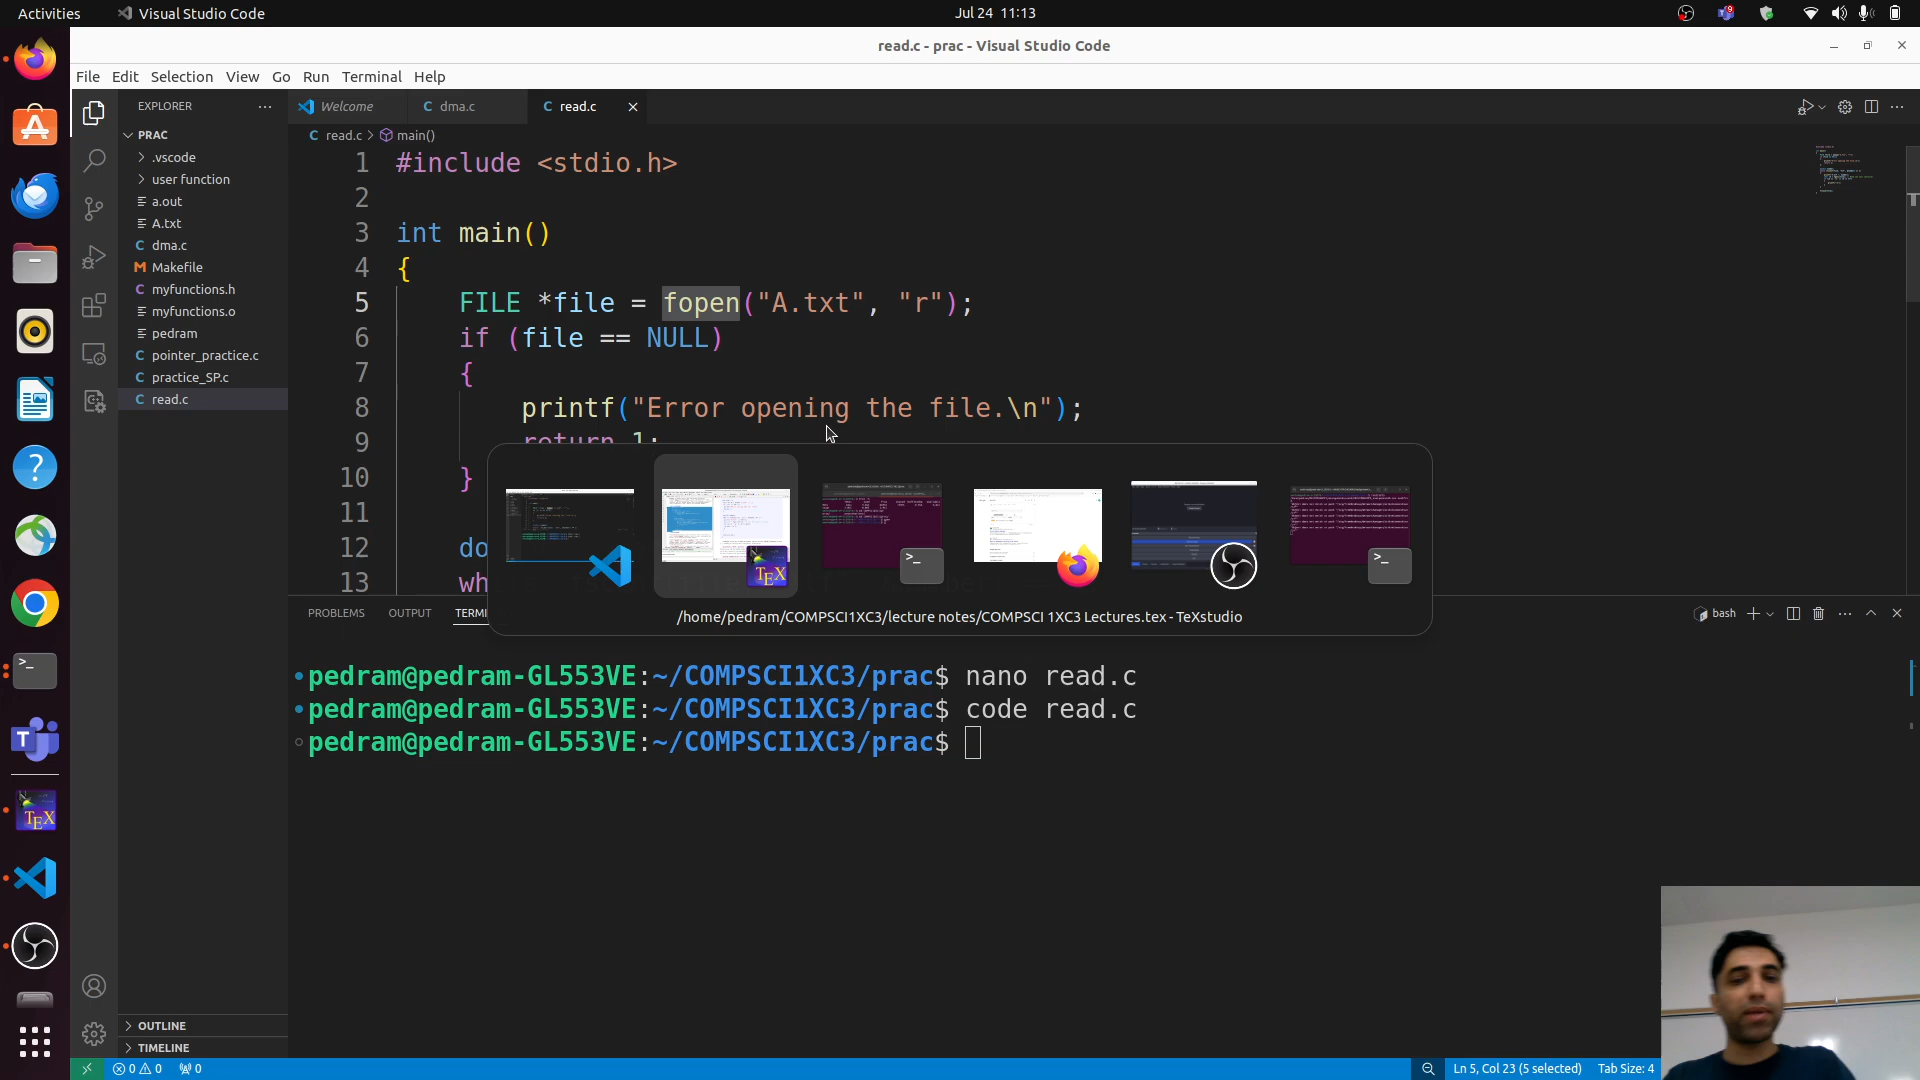 Activities Visual Studio Code Jul 24 11:13
read.c - prac - Visual Studio Code
File Edit Selection View Go Run Terminal Help
EXPLORER
Welcome
dma.c
read.c
PRAC
.vscode
user function
a.out
A.txt
dma.c
Makefile
myfunctions.h
myfunctions.o
pedram
pointer_practice.c
practice_SP.c
read.c
OUTLINE
TIMELINE
read.c > main()
1 #include <stdio.h>
2
3 int main()
4 {
5 FILE *file = fopen("A.txt", "r");
6 if (file == NULL)
7 {
8 printf("Error opening the file.\n");
9 return 1;
10 }
11
12 do
13 wh
/home/pedram/COMPSCI1XC3/lecture notes/COMPSCI 1XC3 Lectures.tex - TeXstudio
PROBLEMS OUTPUT TERMI
bash
pedram@pedram-GL553VE:~/COMPSCI1XC3/prac$ nano read.c
pedram@pedram-GL553VE:~/COMPSCI1XC3/prac$ code read.c
pedram@pedram-GL553VE:~/COMPSCI1XC3/prac$
0 0 0 Ln 5, Col 23 (5 selected) Tab Size: 4